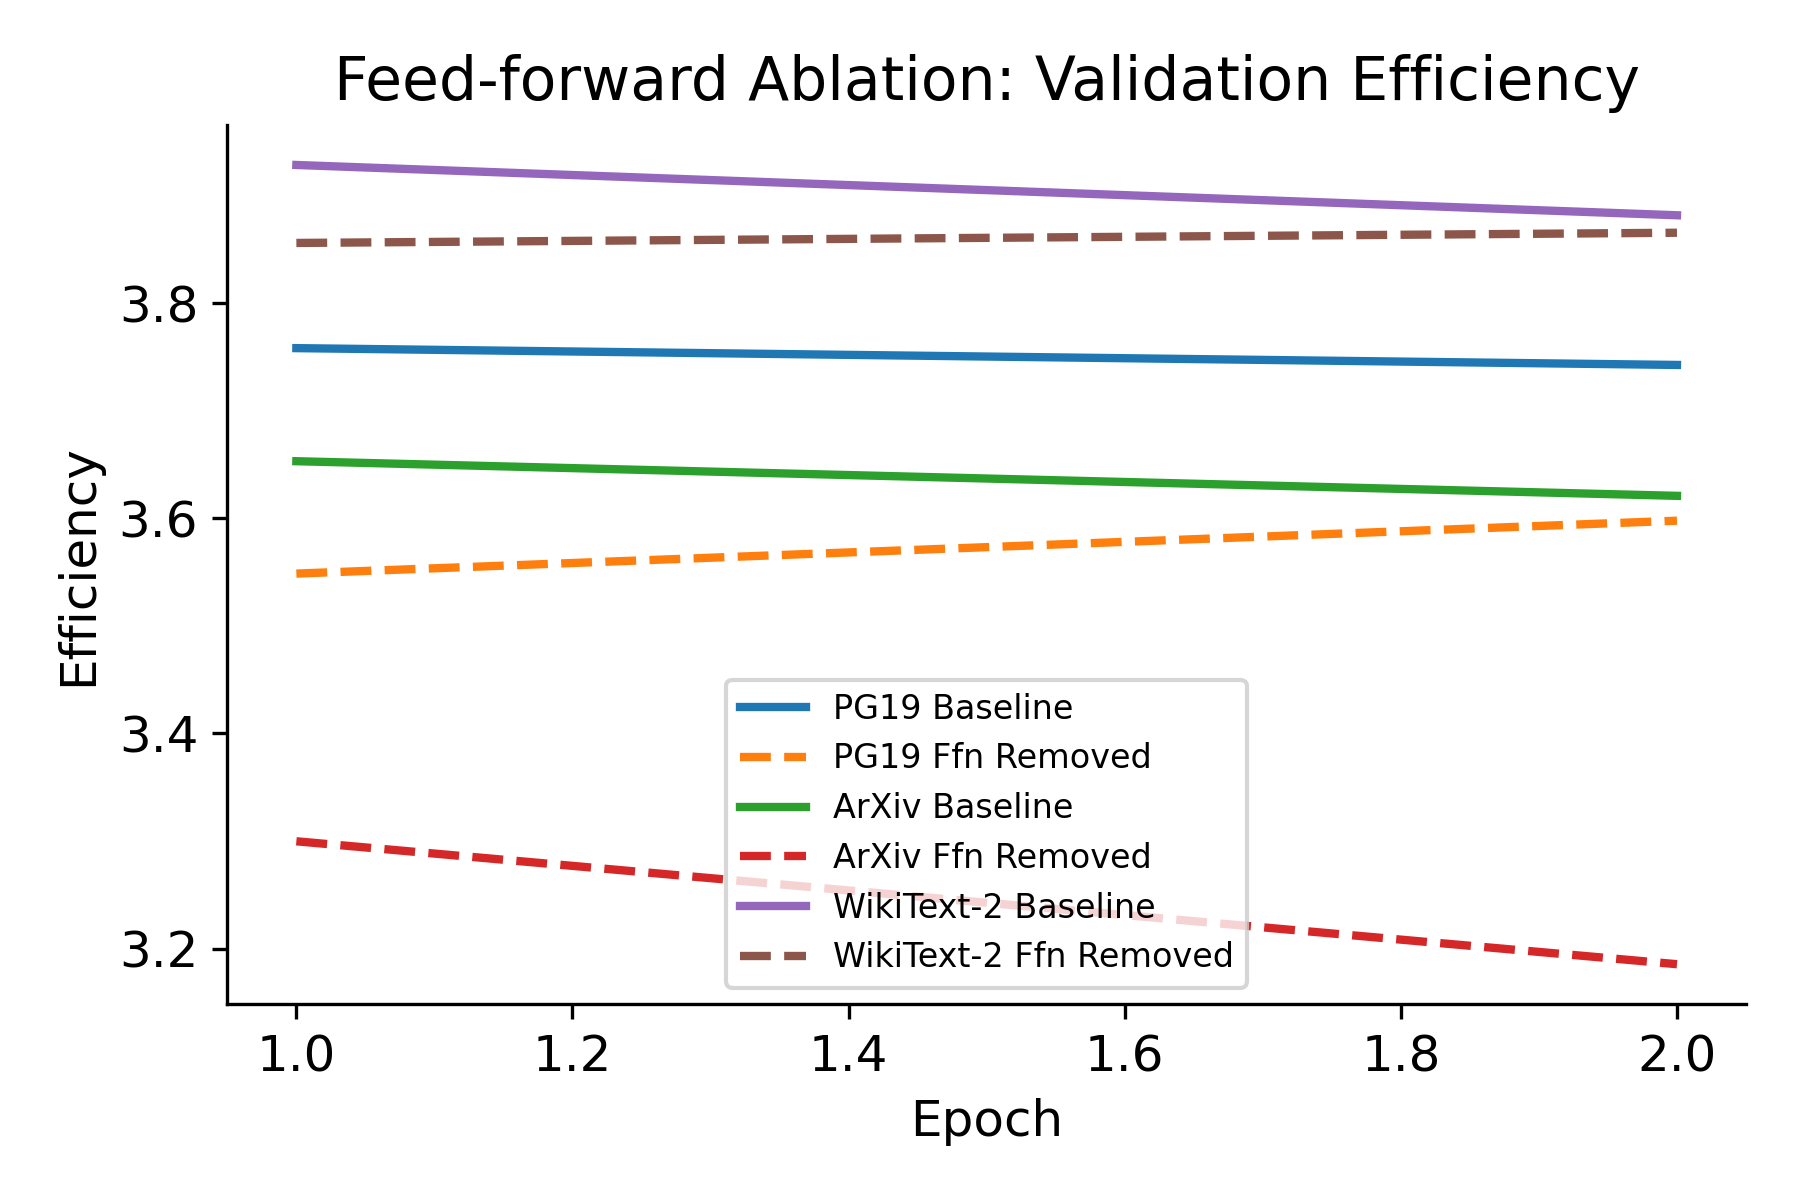 Feed-forward Ablation: Validation Efficiency
Efficiency
3.8
3.6
3.4
3.2
PG19 Baseline
PG19 Ffn Removed
ArXiv Baseline
ArXiv Ffn Removed
WikiText-2 Baseline
WikiText-2 Ffn Removed
1.0 1.2 1.4 1.6 1.8 2.0
Epoch